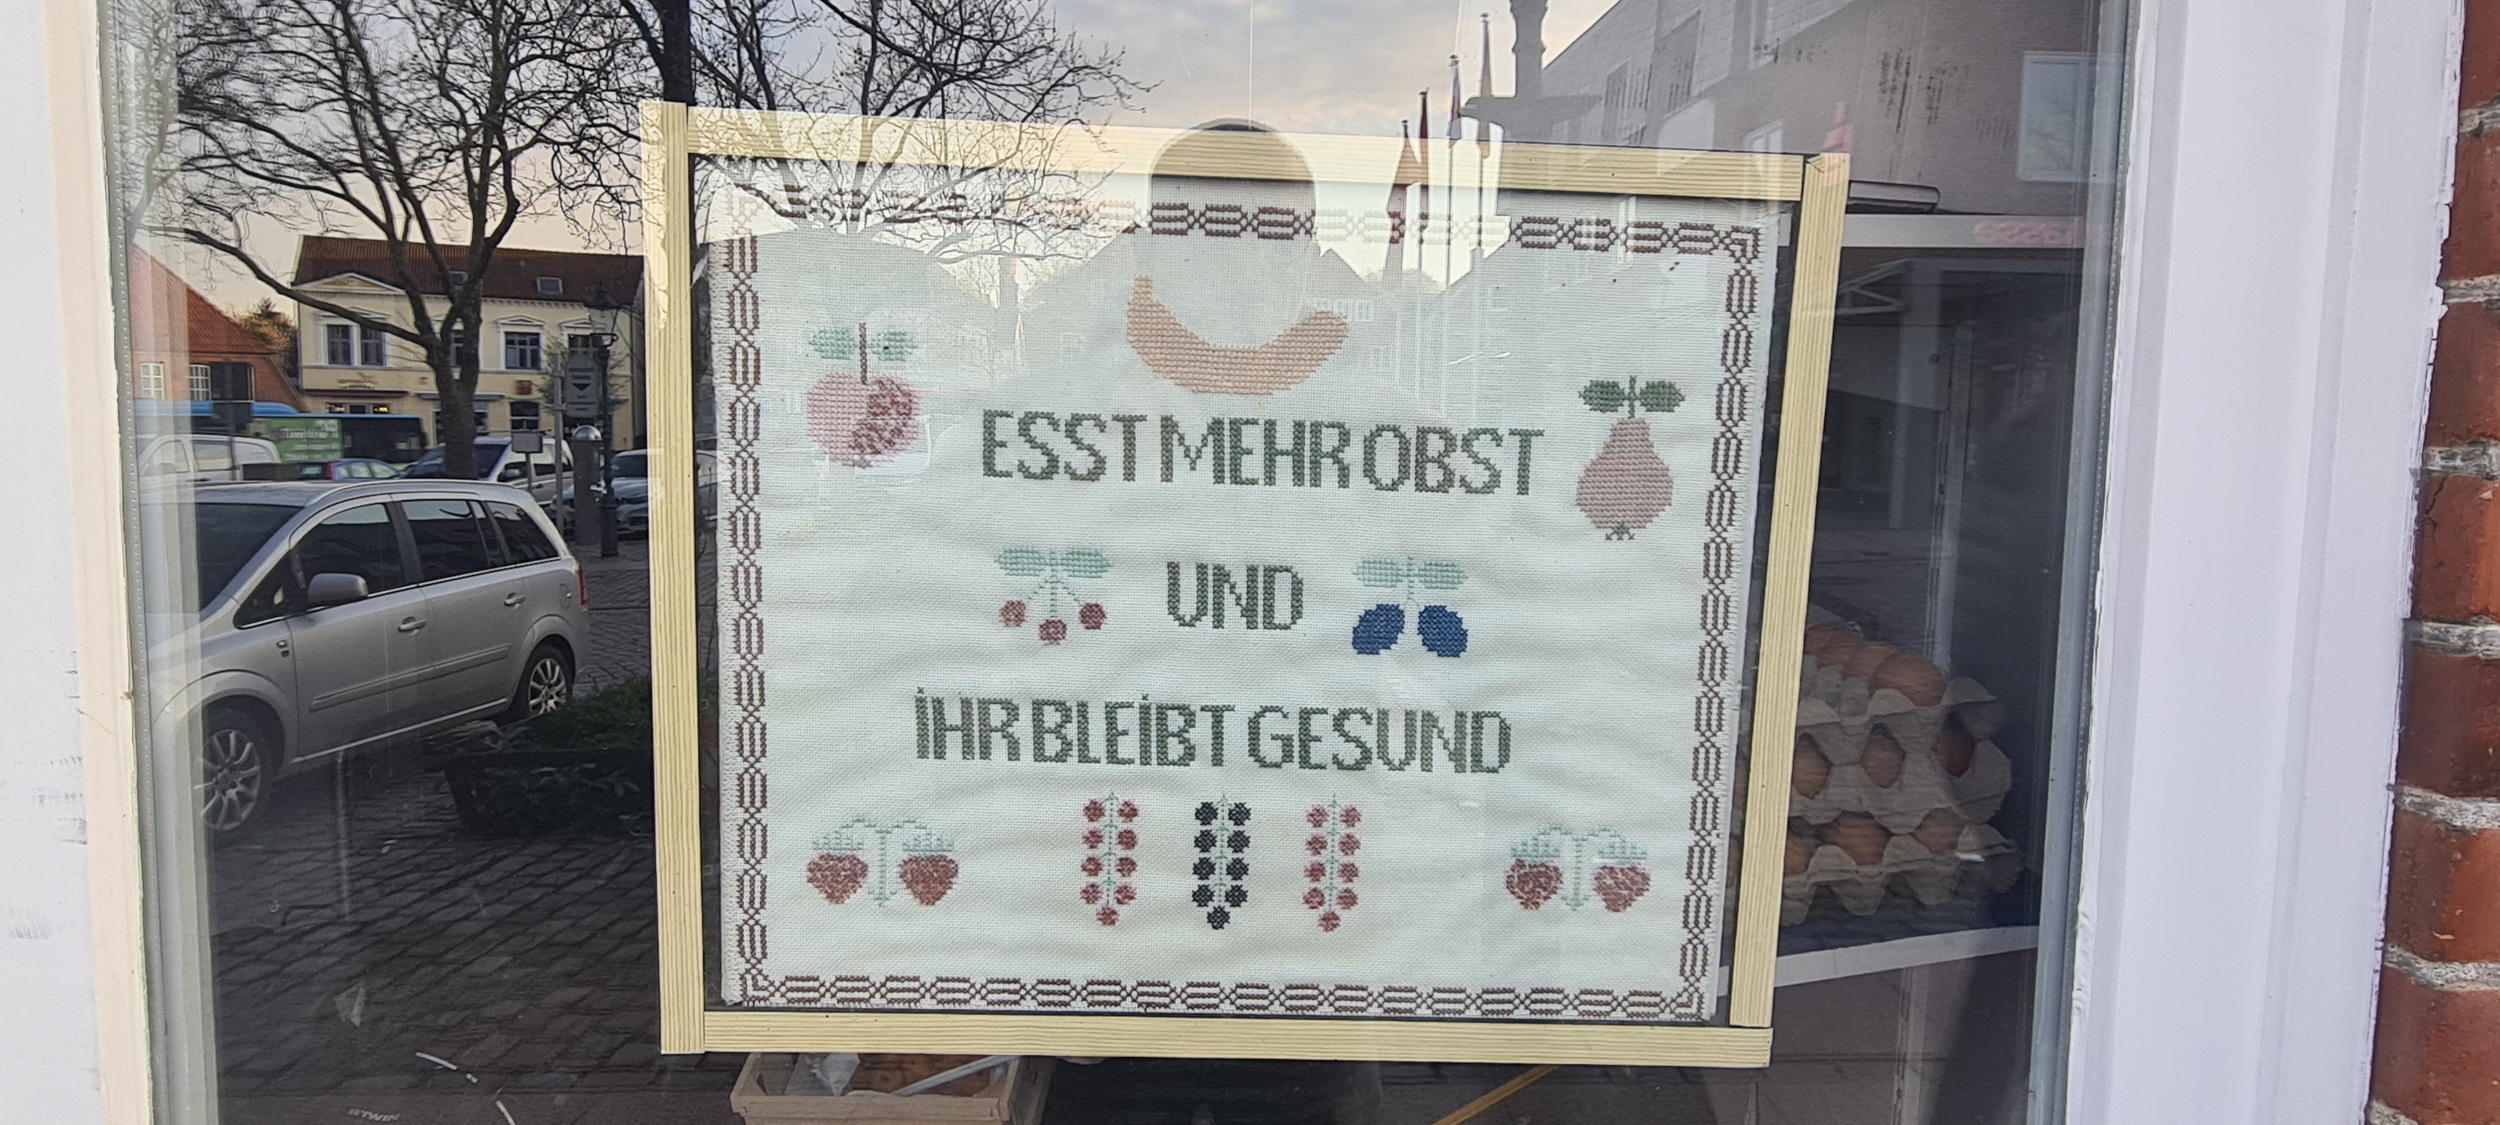 ESST MEHR OBST
UND
iHR BLEiBT GESUND